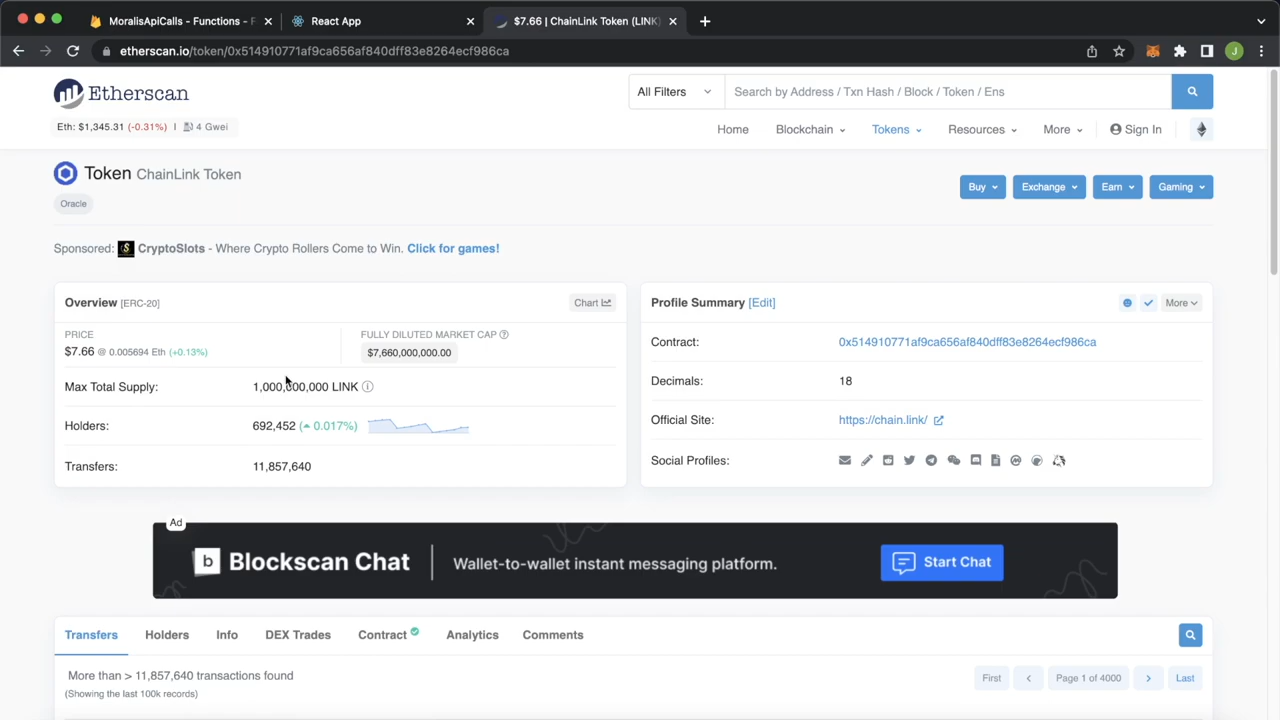 MoralisApiCalls - Functions - F
React App
$7.66 | ChainLink Token (LINK)
etherscan.io/token/0x514910771af9ca656af840dff83e8264ecf986ca
J
Etherscan
All Filters
Search by Address / Txn Hash / Block / Token / Ens
Eth: $1,345.31 (-0.31%) | 4 Gwei
Home Blockchain Tokens Resources More Sign In
Token ChainLink Token
Buy Exchange Earn Gaming
Oracle
Sponsored: $ CryptoSlots - Where Crypto Rollers Come to Win. Click for games!
Overview [ERC-20]
Chart
PRICE
$7.66 @ 0.005694 Eth (+0.13%)
FULLY DILUTED MARKET CAP
$7,660,000,000.00
Max Total Supply: 1,000,000,000 LINK
Holders: 692,452 (0.017%)
Transfers: 11,857,640
Profile Summary [Edit]
More
Contract: 0x514910771af9ca656af840dff83e8264ecf986ca
Decimals: 18
Official Site: https://chain.link/
Social Profiles:
Ad
b Blockscan Chat
Wallet-to-wallet instant messaging platform.
Start Chat
Transfers Holders Info DEX Trades Contract Analytics Comments
More than > 11,857,640 transactions found
(Showing the last 100k records)
First
Page 1 of 4000
Last